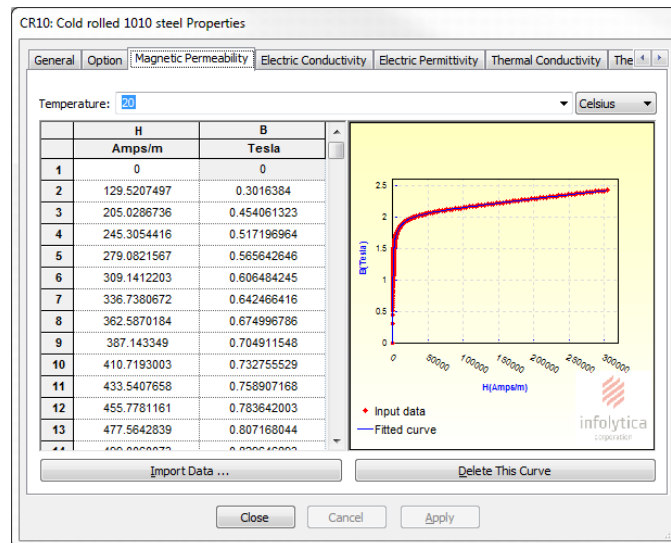 CR10: Cold rolled 1010 steel Properties
General Option Magnetic Permeability Electric Conductivity Electric Permittivity Thermal Conductivity The
Temperature: 20 Celsius
H B
Amps/m Tesla
1 0 0
2 129.5207497 0.3016384
3 205.0286736 0.454061323
4 245.3054416 0.517196964
5 279.0821567 0.565642646
6 309.1412203 0.606484245
7 336.7380672 0.642466416
8 362.5870184 0.674996786
9 387.143349 0.704911548
10 410.7193003 0.732755529
11 433.5407658 0.758907168
12 455.7781161 0.783642003
13 477.5642839 0.807168044
2.5
2
1.5
1
0.5
0
B(Tesla)
0 50000 100000 150000 200000 250000 300000
H(Amps/m)
Input data
Fitted curve
infolytica
corporation
Import Data ... Delete This Curve
Close Cancel Apply